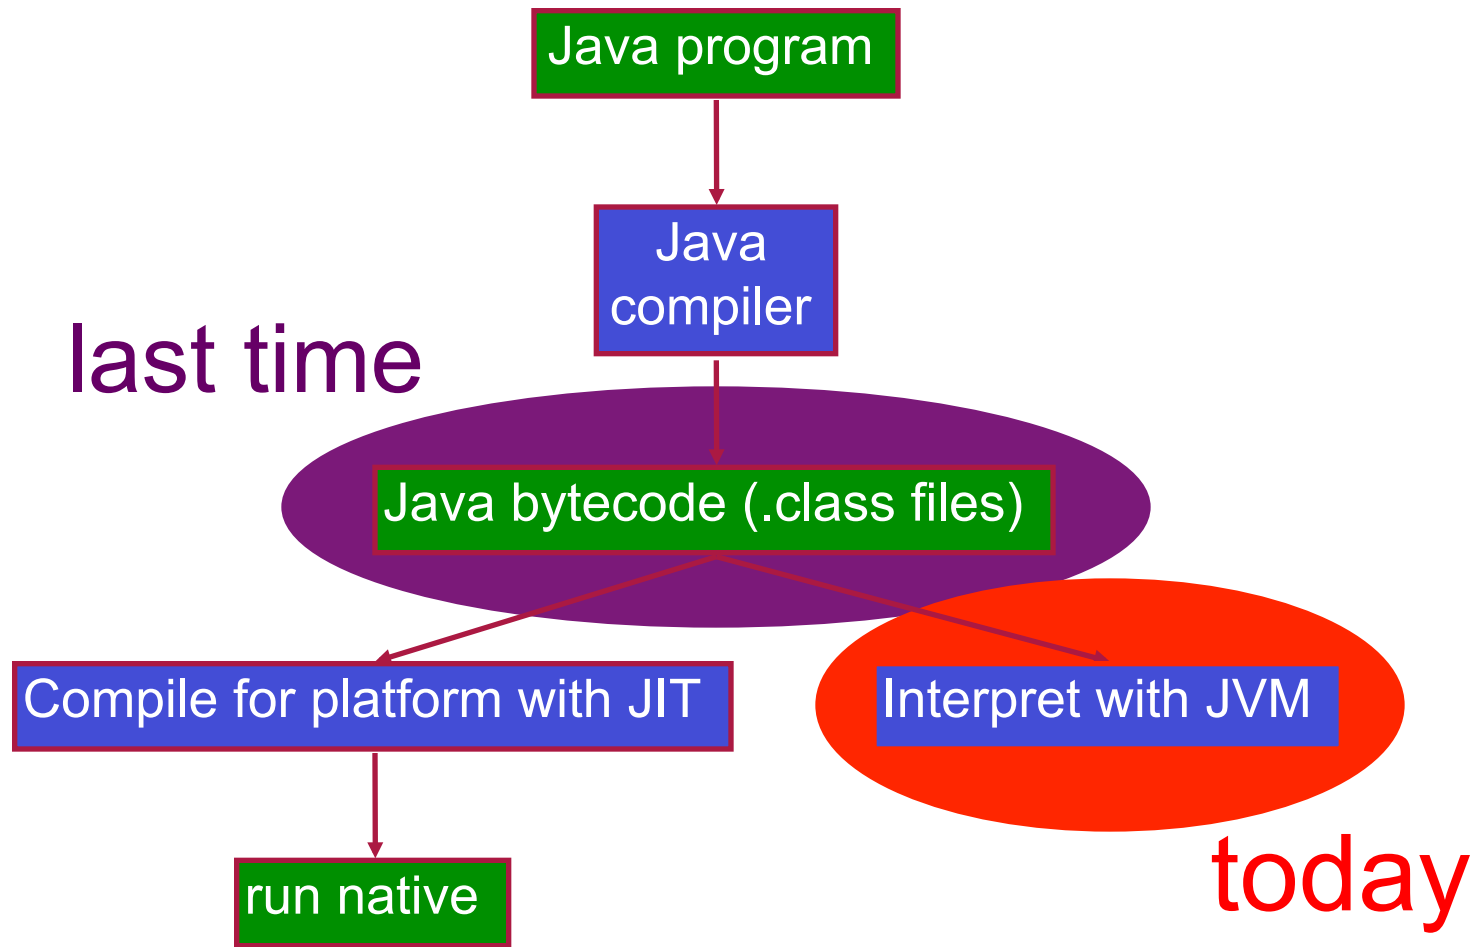 Java program
Java
compiler
last time
Java bytecode (.class files)
Compile for platform with JIT
Interpret with JVM
run native
today